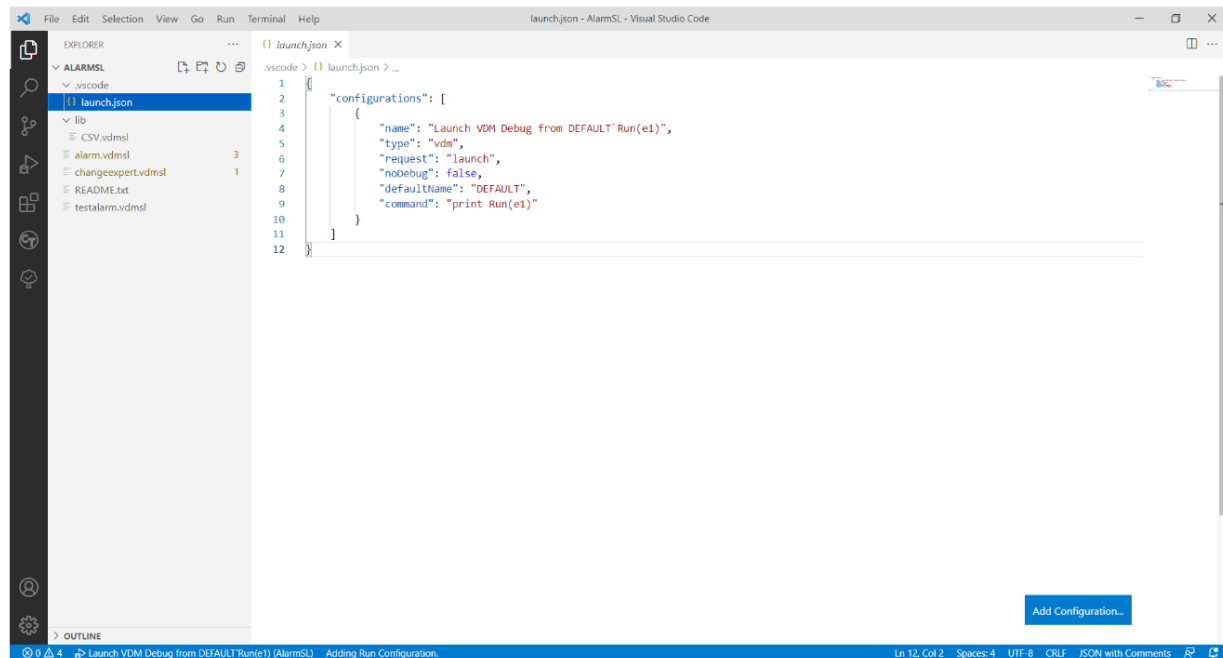 File Edit Selection View Go Run Terminal Help
launch.json - AlarmSL - Visual Studio Code
EXPLORER
ALARMSL
.vscode
{} launch.json
lib
CSV.vdmsl
alarm.vdmsl 3
changeexpert.vdmsl 1
README.txt
testalarm.vdmsl
OUTLINE
{} launch.json
.vscode > {} launch.json > ...
1 {
2 "configurations": [
3 {
4 "name": "Launch VDM Debug from DEFAULT`Run(e1)",
5 "type": "vdm",
6 "request": "launch",
7 "noDebug": false,
8 "defaultName": "DEFAULT",
9 "command": "print Run(e1)"
10 }
11 ]
12 }
Add Configuration...
0 4 Launch VDM Debug from DEFAULT`Run(e1) (AlarmSL) Adding Run Configuration.
Ln 12, Col 2 Spaces: 4 UTF-8 CRLF JSON with Comments